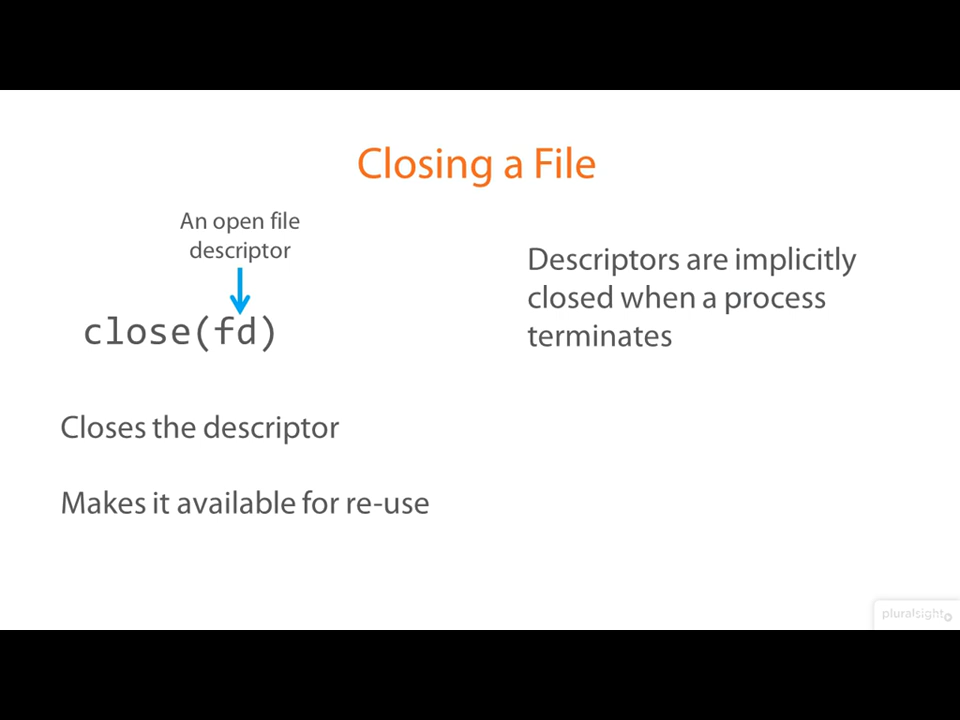 Closing a File
An open file
descriptor
close(fd)
Closes the descriptor
Makes it available for re-use
Descriptors are implicitly
closed when a process
terminates
pluralsight